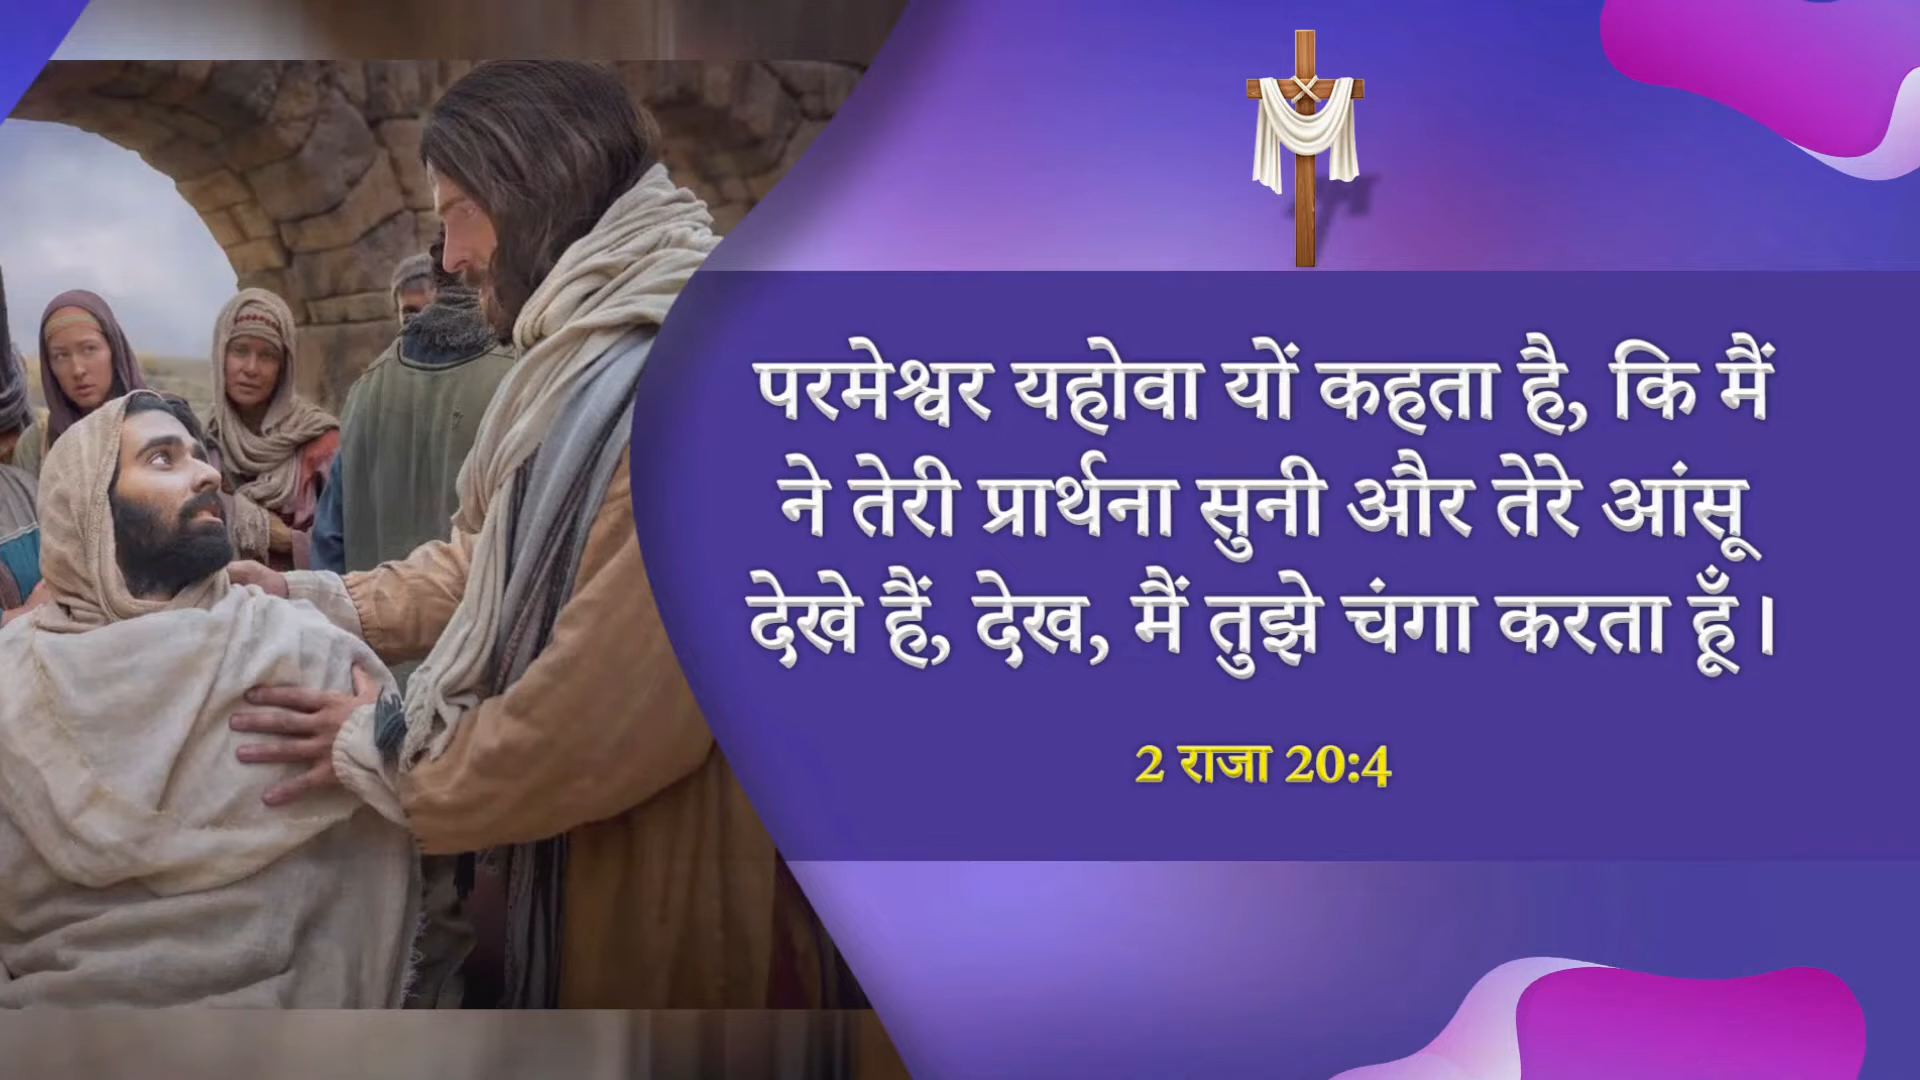 परमेश्वर यहोवा यों कहता है, कि मैं
ने तेरी प्रार्थना सुनी और तेरे आंसू
देखे हैं, देख, मैं तुझे चंगा करता हूँ।
2 राजा 20:4